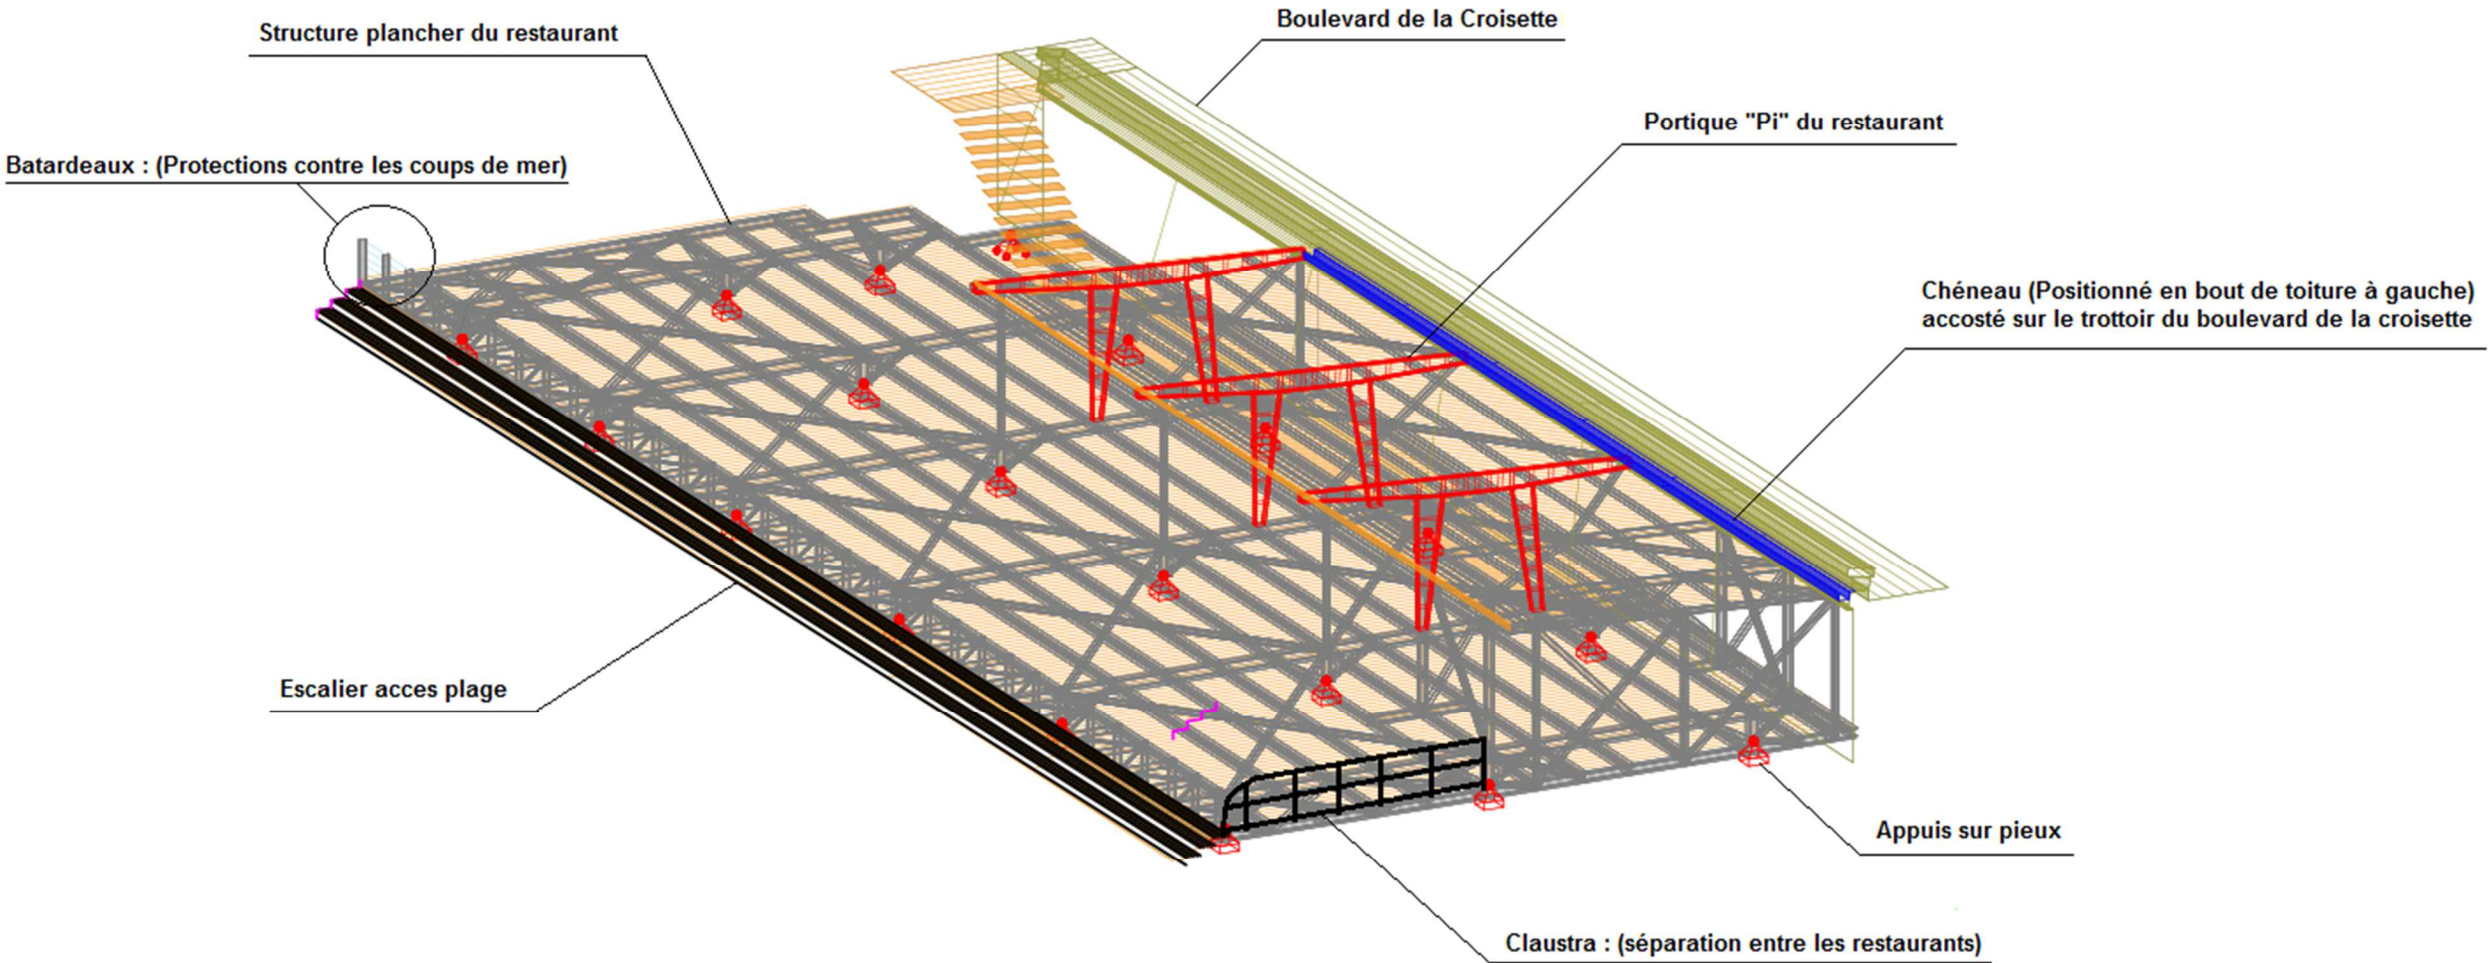 Boulevard de la Croisette
Structure plancher du restaurant
Portique "Pi" du restaurant
Batardeaux : (Protections contre les coups de mer)
Chéneau (Positionné en bout de toiture à gauche)
accosté sur le trottoir du boulevard de la croisette
Escalier acces plage
Appuis sur pieux
Claustra : (séparation entre les restaurants)